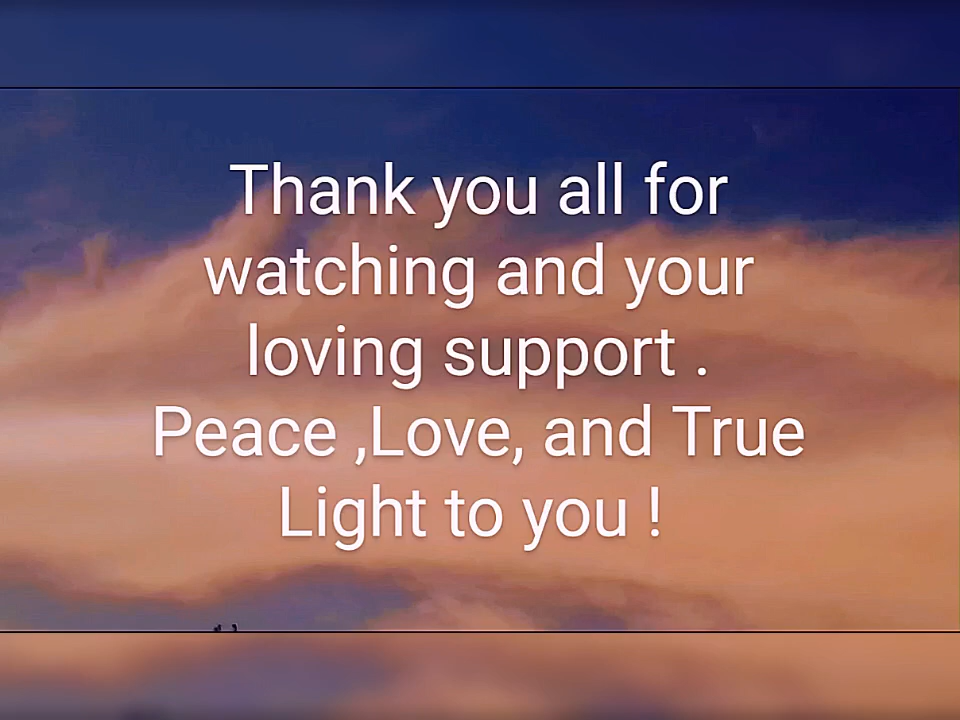 Thank you all for
watching and your
loving support .
Peace ,Love, and True
Light to you !